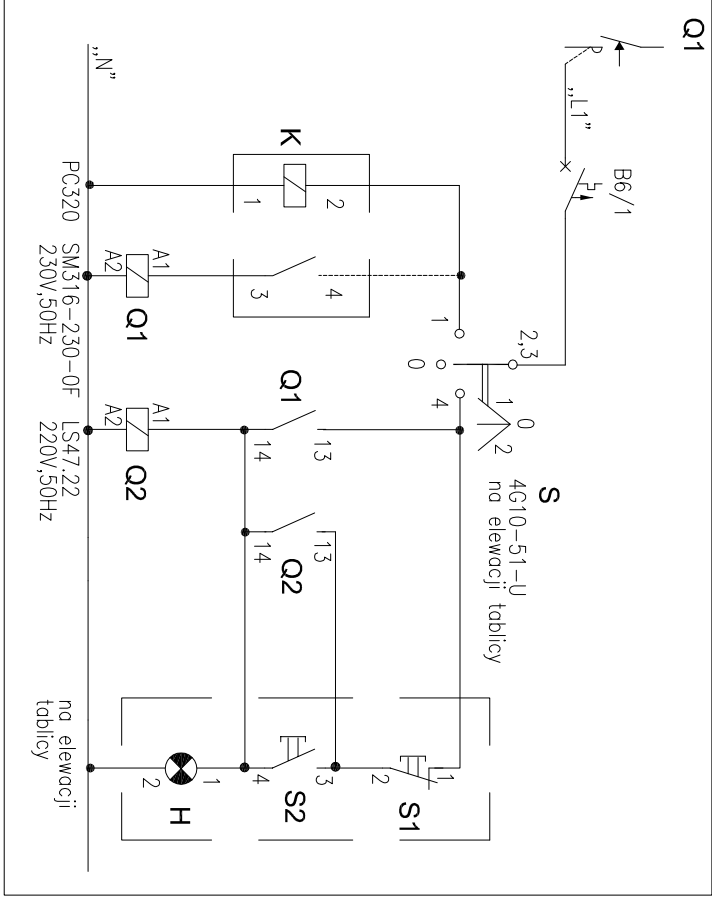 Q1
„L1”
B6/1
2,3
1
0
4
1
0
2
S
4G10-51-U
na elewacji tablicy
K
1
2
3
4
Q1
13
14
Q2
13
14
S1
1
2
S2
3
4
H
1
2
Q1
A1
A2
Q2
A1
A2
„N”
PC320
SM316-230-OF
230V,50Hz
LS47.22
220V,50Hz
na elewacji
tablicy